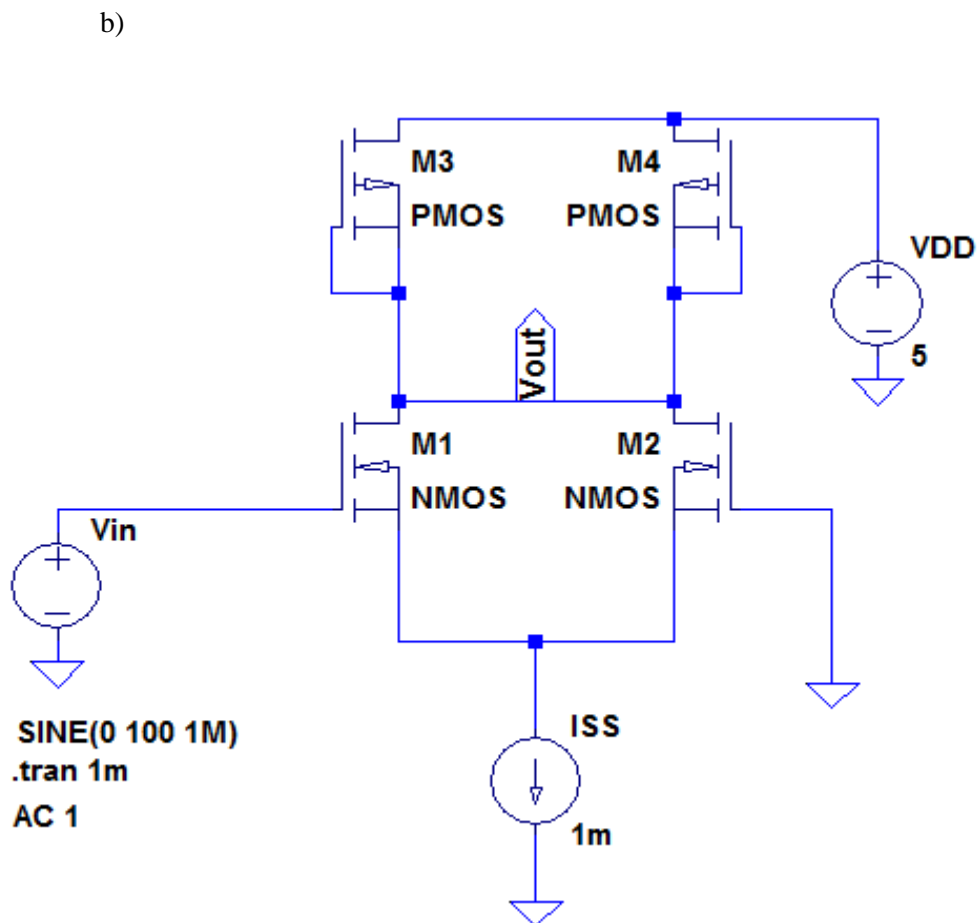 b)
M3
M4
PMOS
PMOS
VDD
5
Vout
M1
M2
NMOS
NMOS
Vin
SINE(0 100 1M)
.tran 1m
AC 1
ISS
1m